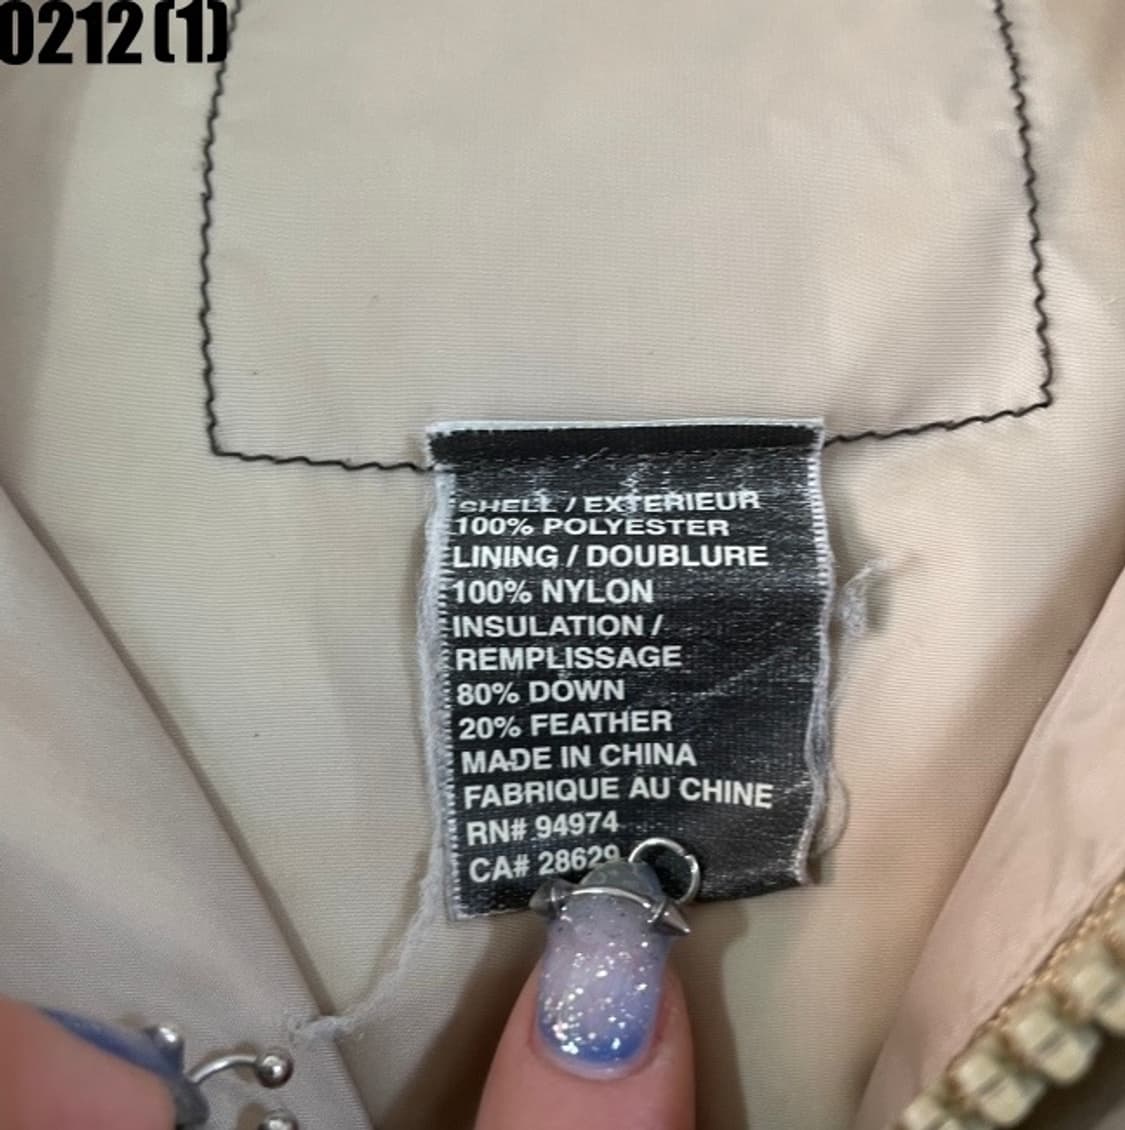 0212(1)
SHELL / EXTERIEUR
100% POLYESTER
LINING / DOUBLURE
100% NYLON
INSULATION /
REMPLISSAGE
80% DOWN
20% FEATHER
MADE IN CHINA
FABRIQUE AU CHINE
RN# 94974
CA# 28629